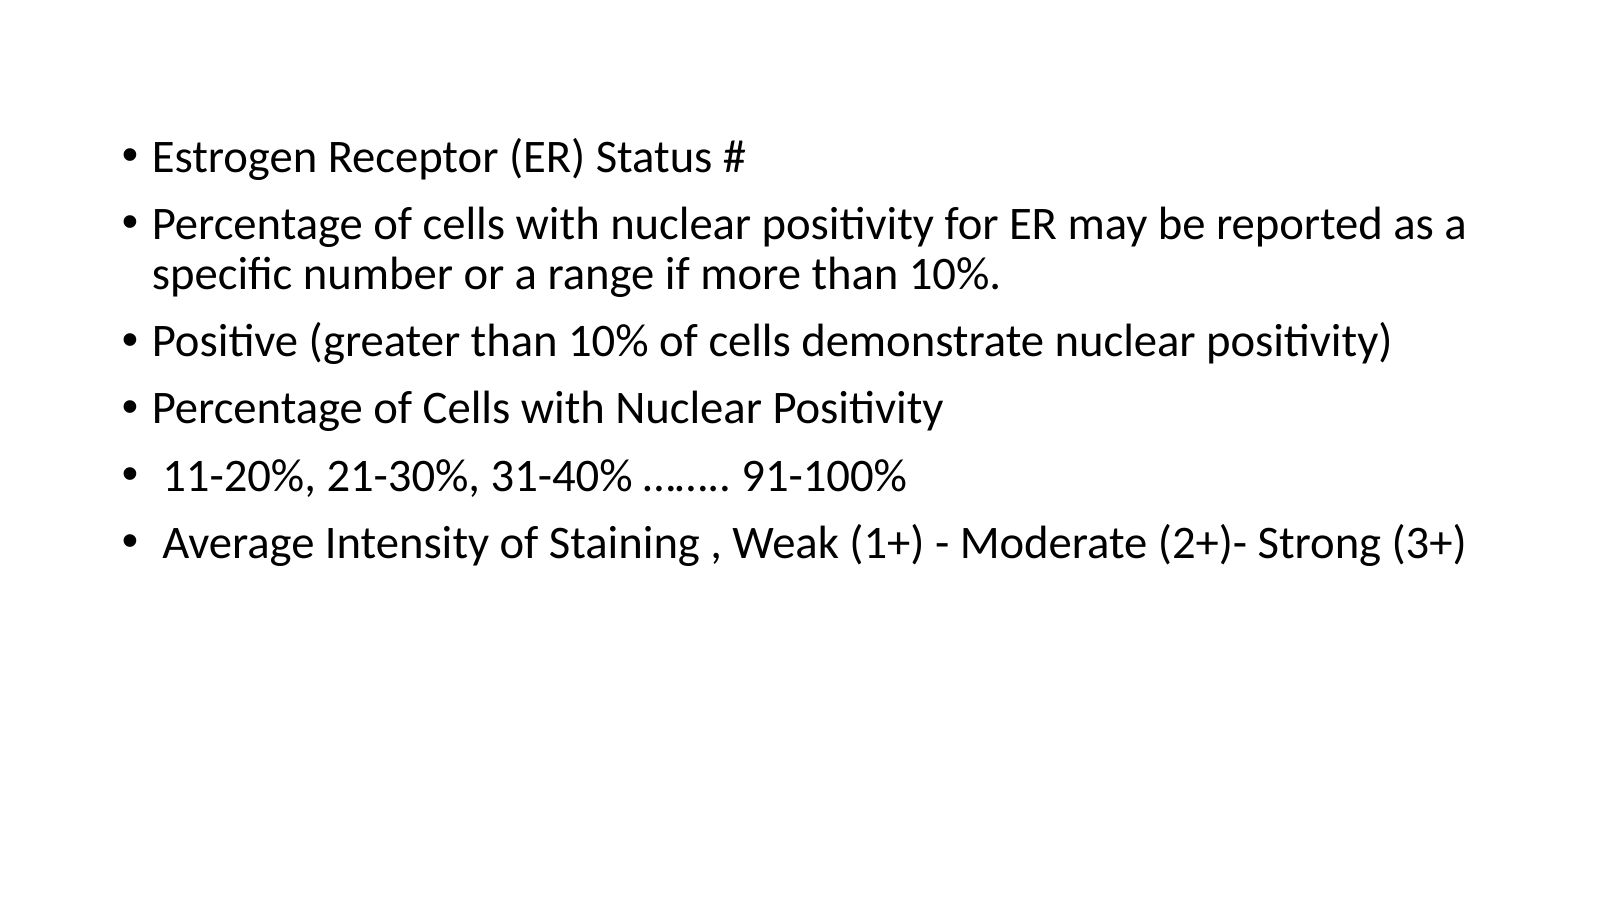 • Estrogen Receptor (ER) Status #
• Percentage of cells with nuclear positivity for ER may be reported as a
specific number or a range if more than 10%.
• Positive (greater than 10% of cells demonstrate nuclear positivity)
• Percentage of Cells with Nuclear Positivity
• 11-20%, 21-30%, 31-40% …….. 91-100%
• Average Intensity of Staining , Weak (1+) - Moderate (2+)- Strong (3+)